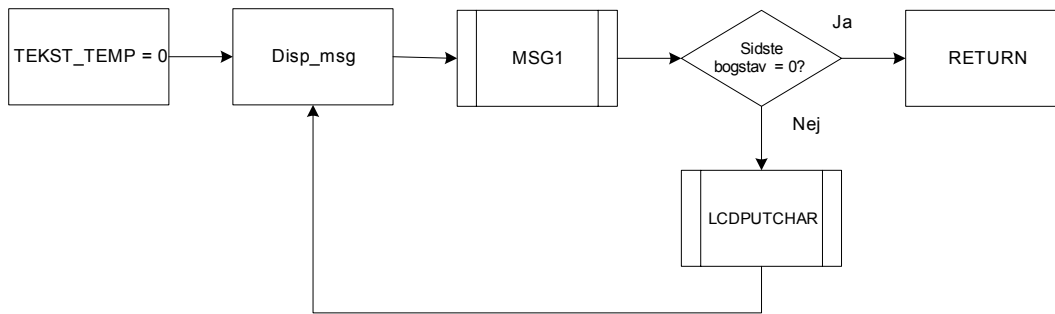 TEKST_TEMP = 0
Disp_msg
MSG1
Sidste
bogstav = 0?
Ja
RETURN
Nej
LCDPUTCHAR